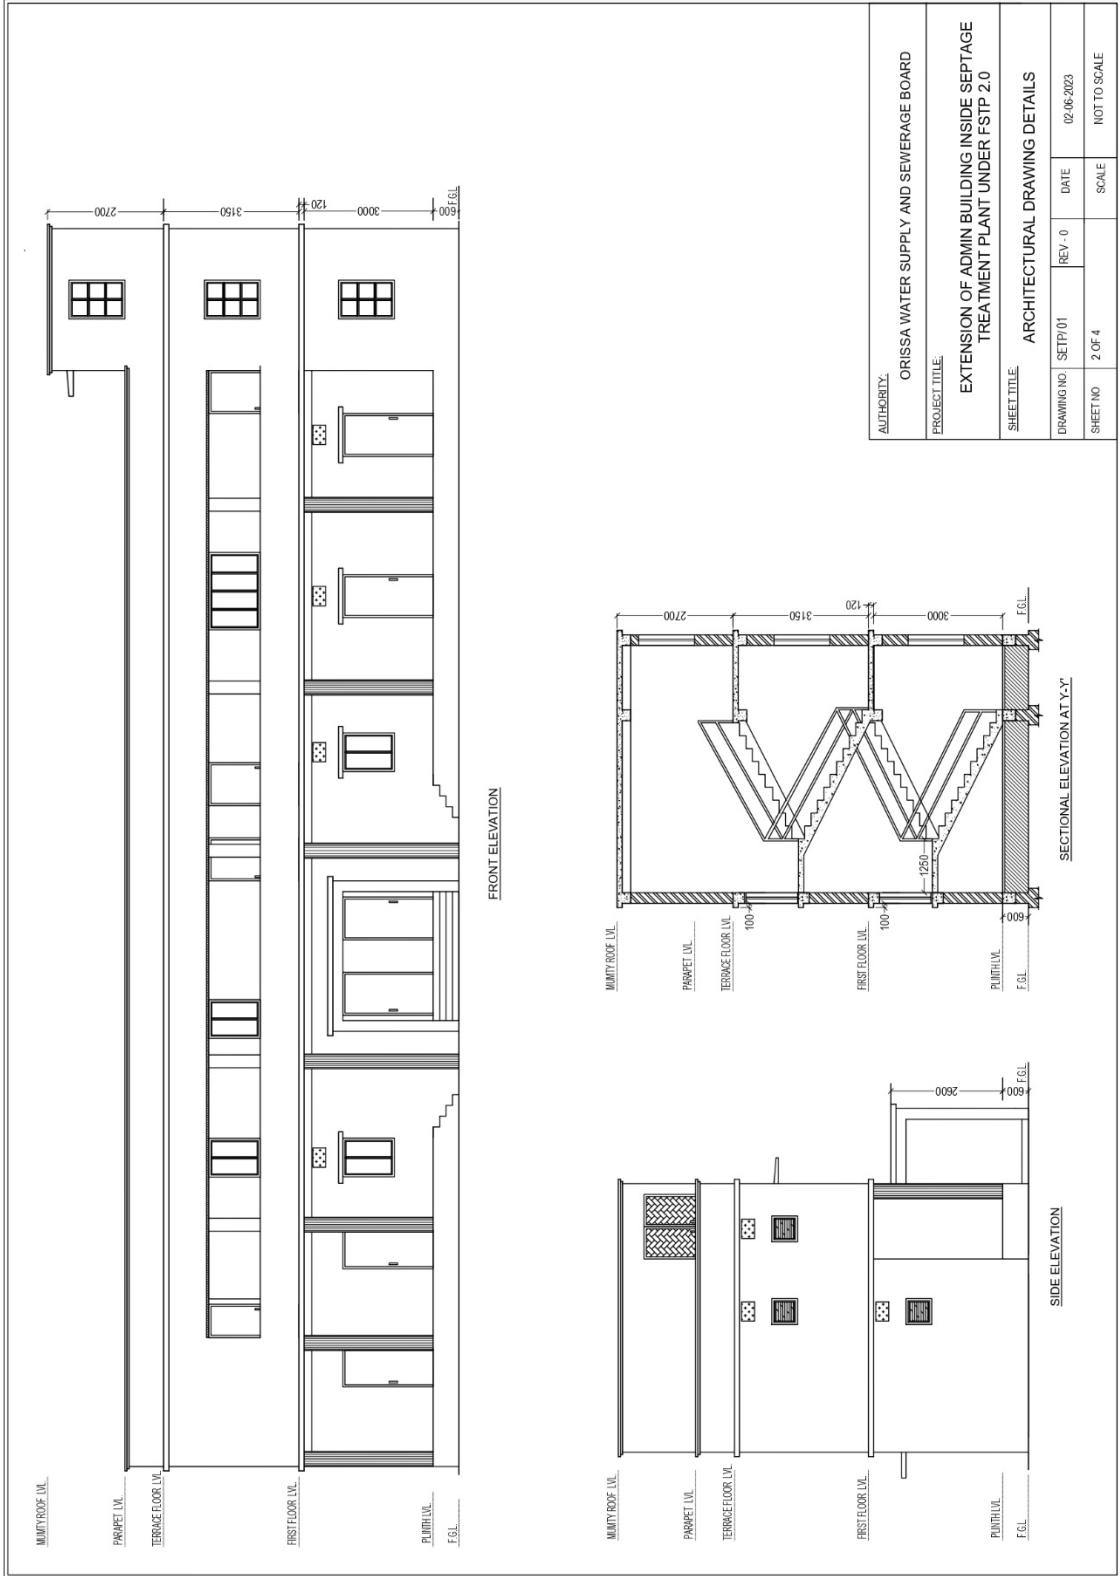 2700
3150
120
3000
600
F.G.L.
MUMTY ROOF LVL.
PARAPET LVL.
TERRACE FLOOR LVL.
FIRST FLOOR LVL.
PLINTH LVL.
F.G.L.
FRONT ELEVATION
MUMTY ROOF LVL.
PARAPET LVL.
TERRACE FLOOR LVL.
FIRST FLOOR LVL.
PLINTH LVL.
F.G.L.
2600
600
F.G.L.
SIDE ELEVATION
MUMTY ROOF LVL.
PARAPET LVL.
TERRACE FLOOR LVL.
FIRST FLOOR LVL.
PLINTH LVL.
F.G.L.
100
100
600
1250
2700
3150
120
3000
F.G.L.
SECTIONAL ELEVATION AT Y-Y'
AUTHORITY:
ORISSA WATER SUPPLY AND SEWERAGE BOARD
PROJECT TITLE:
EXTENSION OF ADMIN BUILDING INSIDE SEPTAGE
TREATMENT PLANT UNDER FSTP 2.0
SHEET TITLE:
ARCHITECTURAL DRAWING DETAILS
DRAWING NO. SETP/ 01 REV - 0 DATE 02-06-2023
SHEET NO 2 OF 4 SCALE NOT TO SCALE